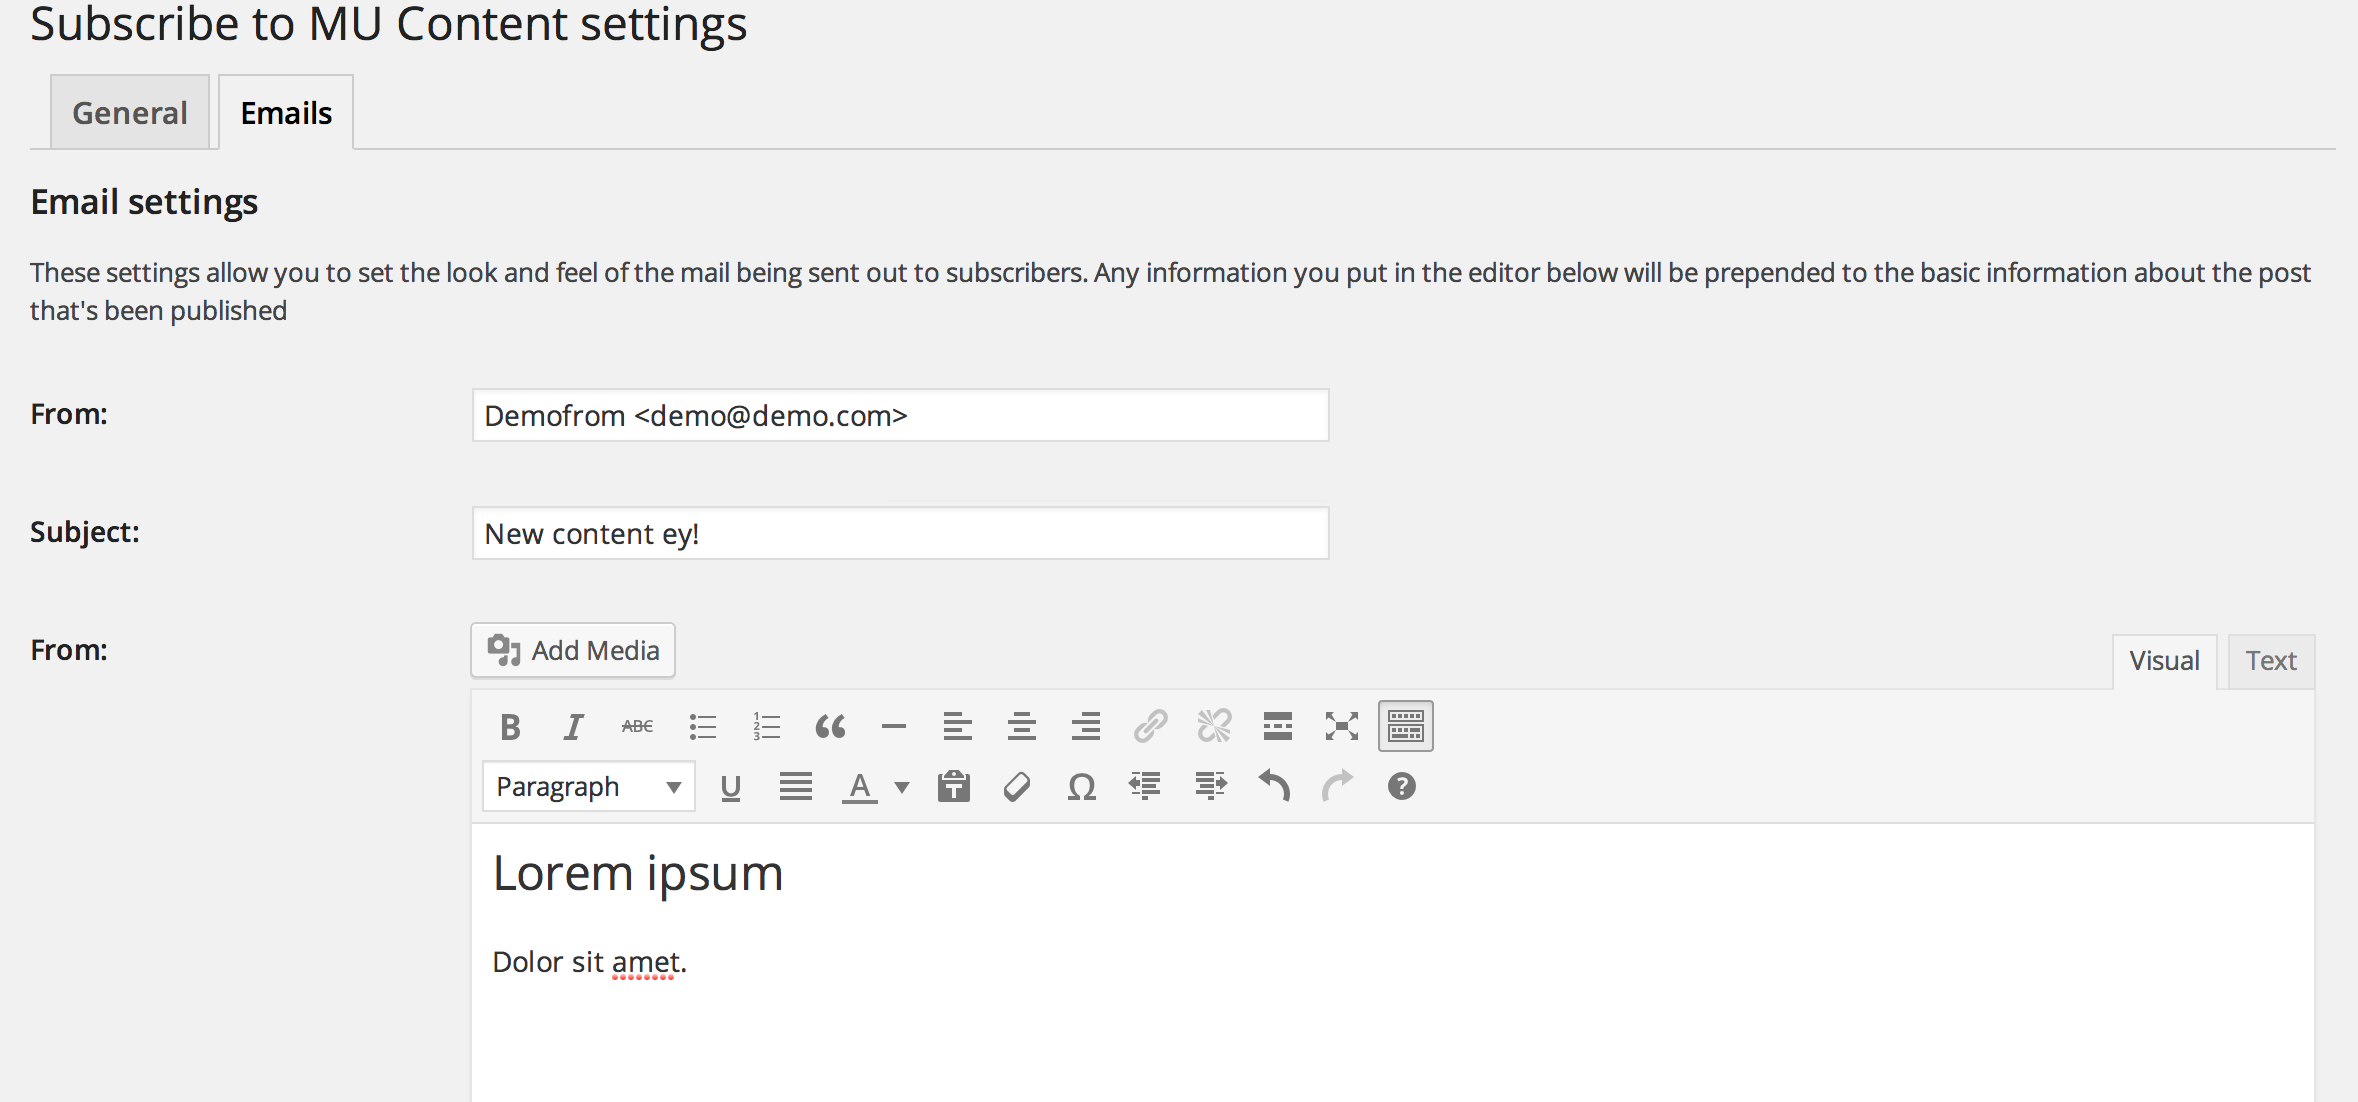 Subscribe to MU Content settings
General
Emails
Email settings
These settings allow you to set the look and feel of the mail being sent out to subscribers. Any information you put in the editor below will be prepended to the basic information about the post
that's been published
From:
Demofrom <demo@demo.com>
Subject:
New content ey!
From:
Add Media
Visual
Text
B I ABC
Paragraph
U A Ω ?
Lorem ipsum
Dolor sit amet.